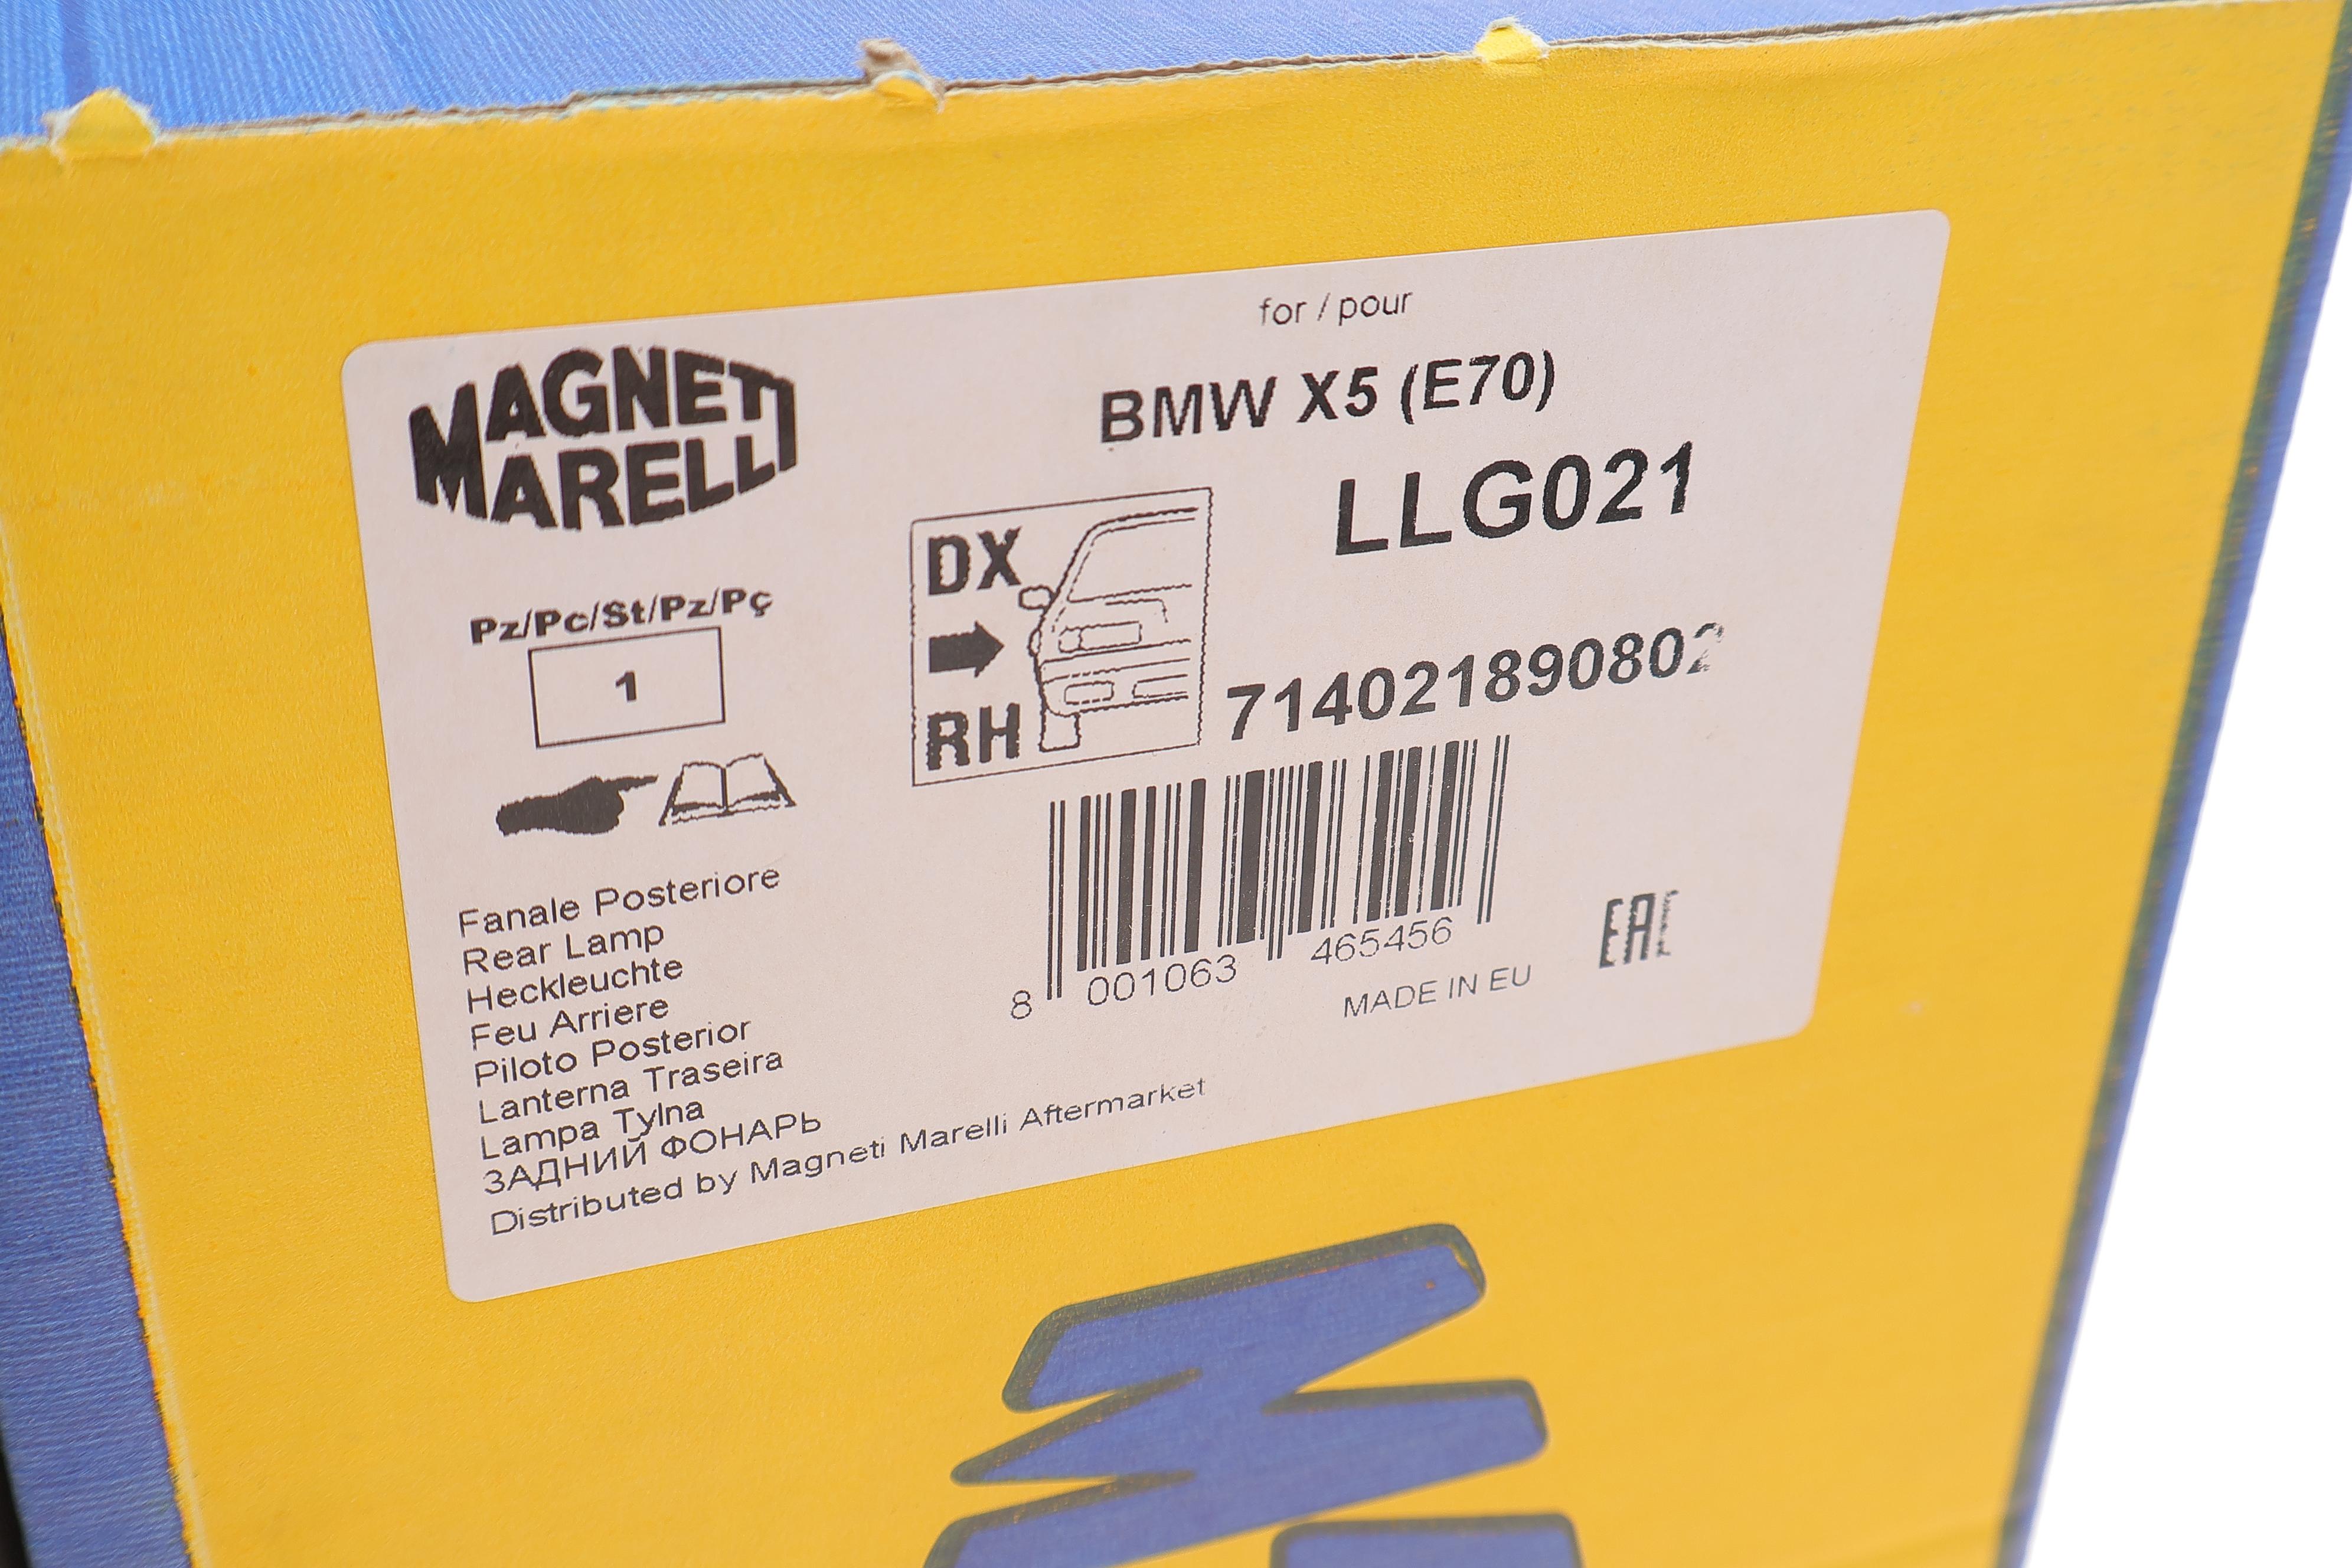 for / pour
MAGNETI
MARELLI
BMW X5 (E70)
LLG021
DX
RH
Pz/Pc/St/Pz/Pç
1
714021890802
8 001063 465456
MADE IN EU
EAC
Fanale Posteriore
Rear Lamp
Heckleuchte
Feu Arriere
Piloto Posterior
Lanterna Traseira
Lampa Tylna
ЗАДНИЙ ФОНАРЬ
Distributed by Magneti Marelli Aftermarket